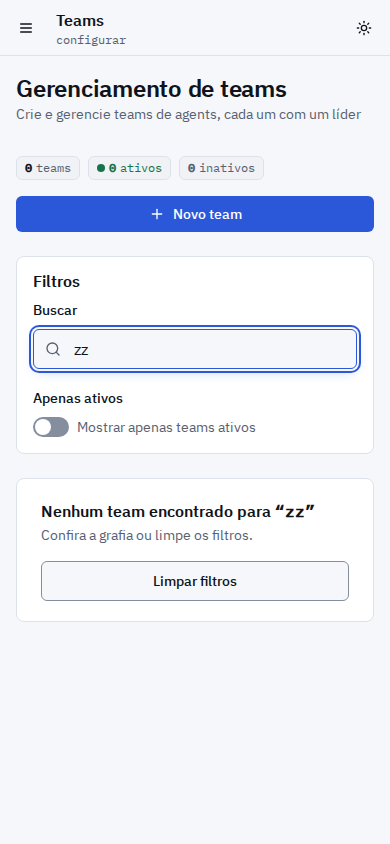 Teams
configurar
Gerenciamento de teams
Crie e gerencie teams de agents, cada um com um líder
0 teams
0 ativos
0 inativos
Novo team
Filtros
Buscar
zz
Apenas ativos
Mostrar apenas teams ativos
Nenhum team encontrado para “zz”
Confira a grafia ou limpe os filtros.
Limpar filtros